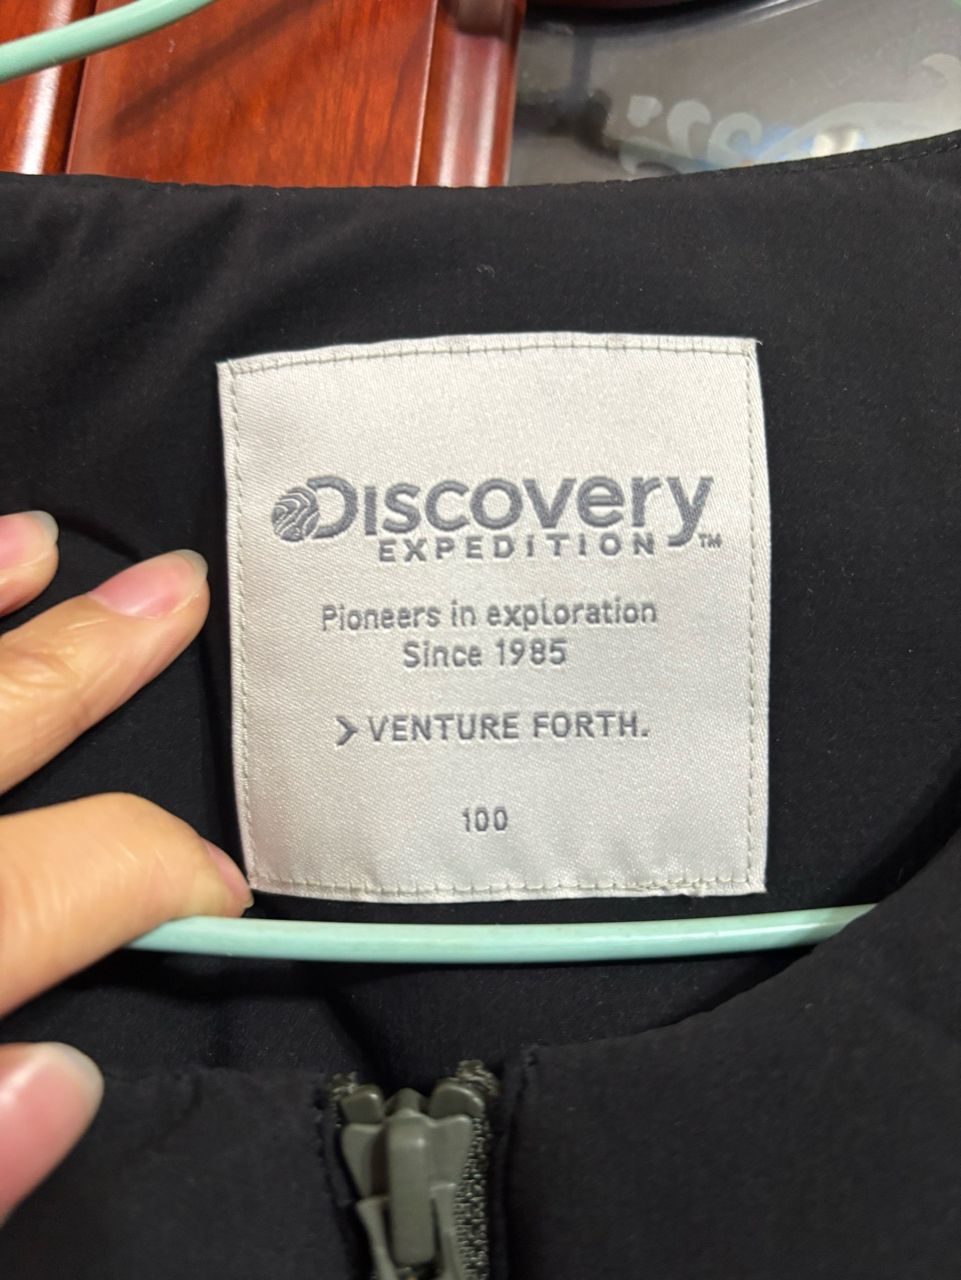 Discovery
EXPEDITION™
Pioneers in exploration
Since 1985
> VENTURE FORTH.
100